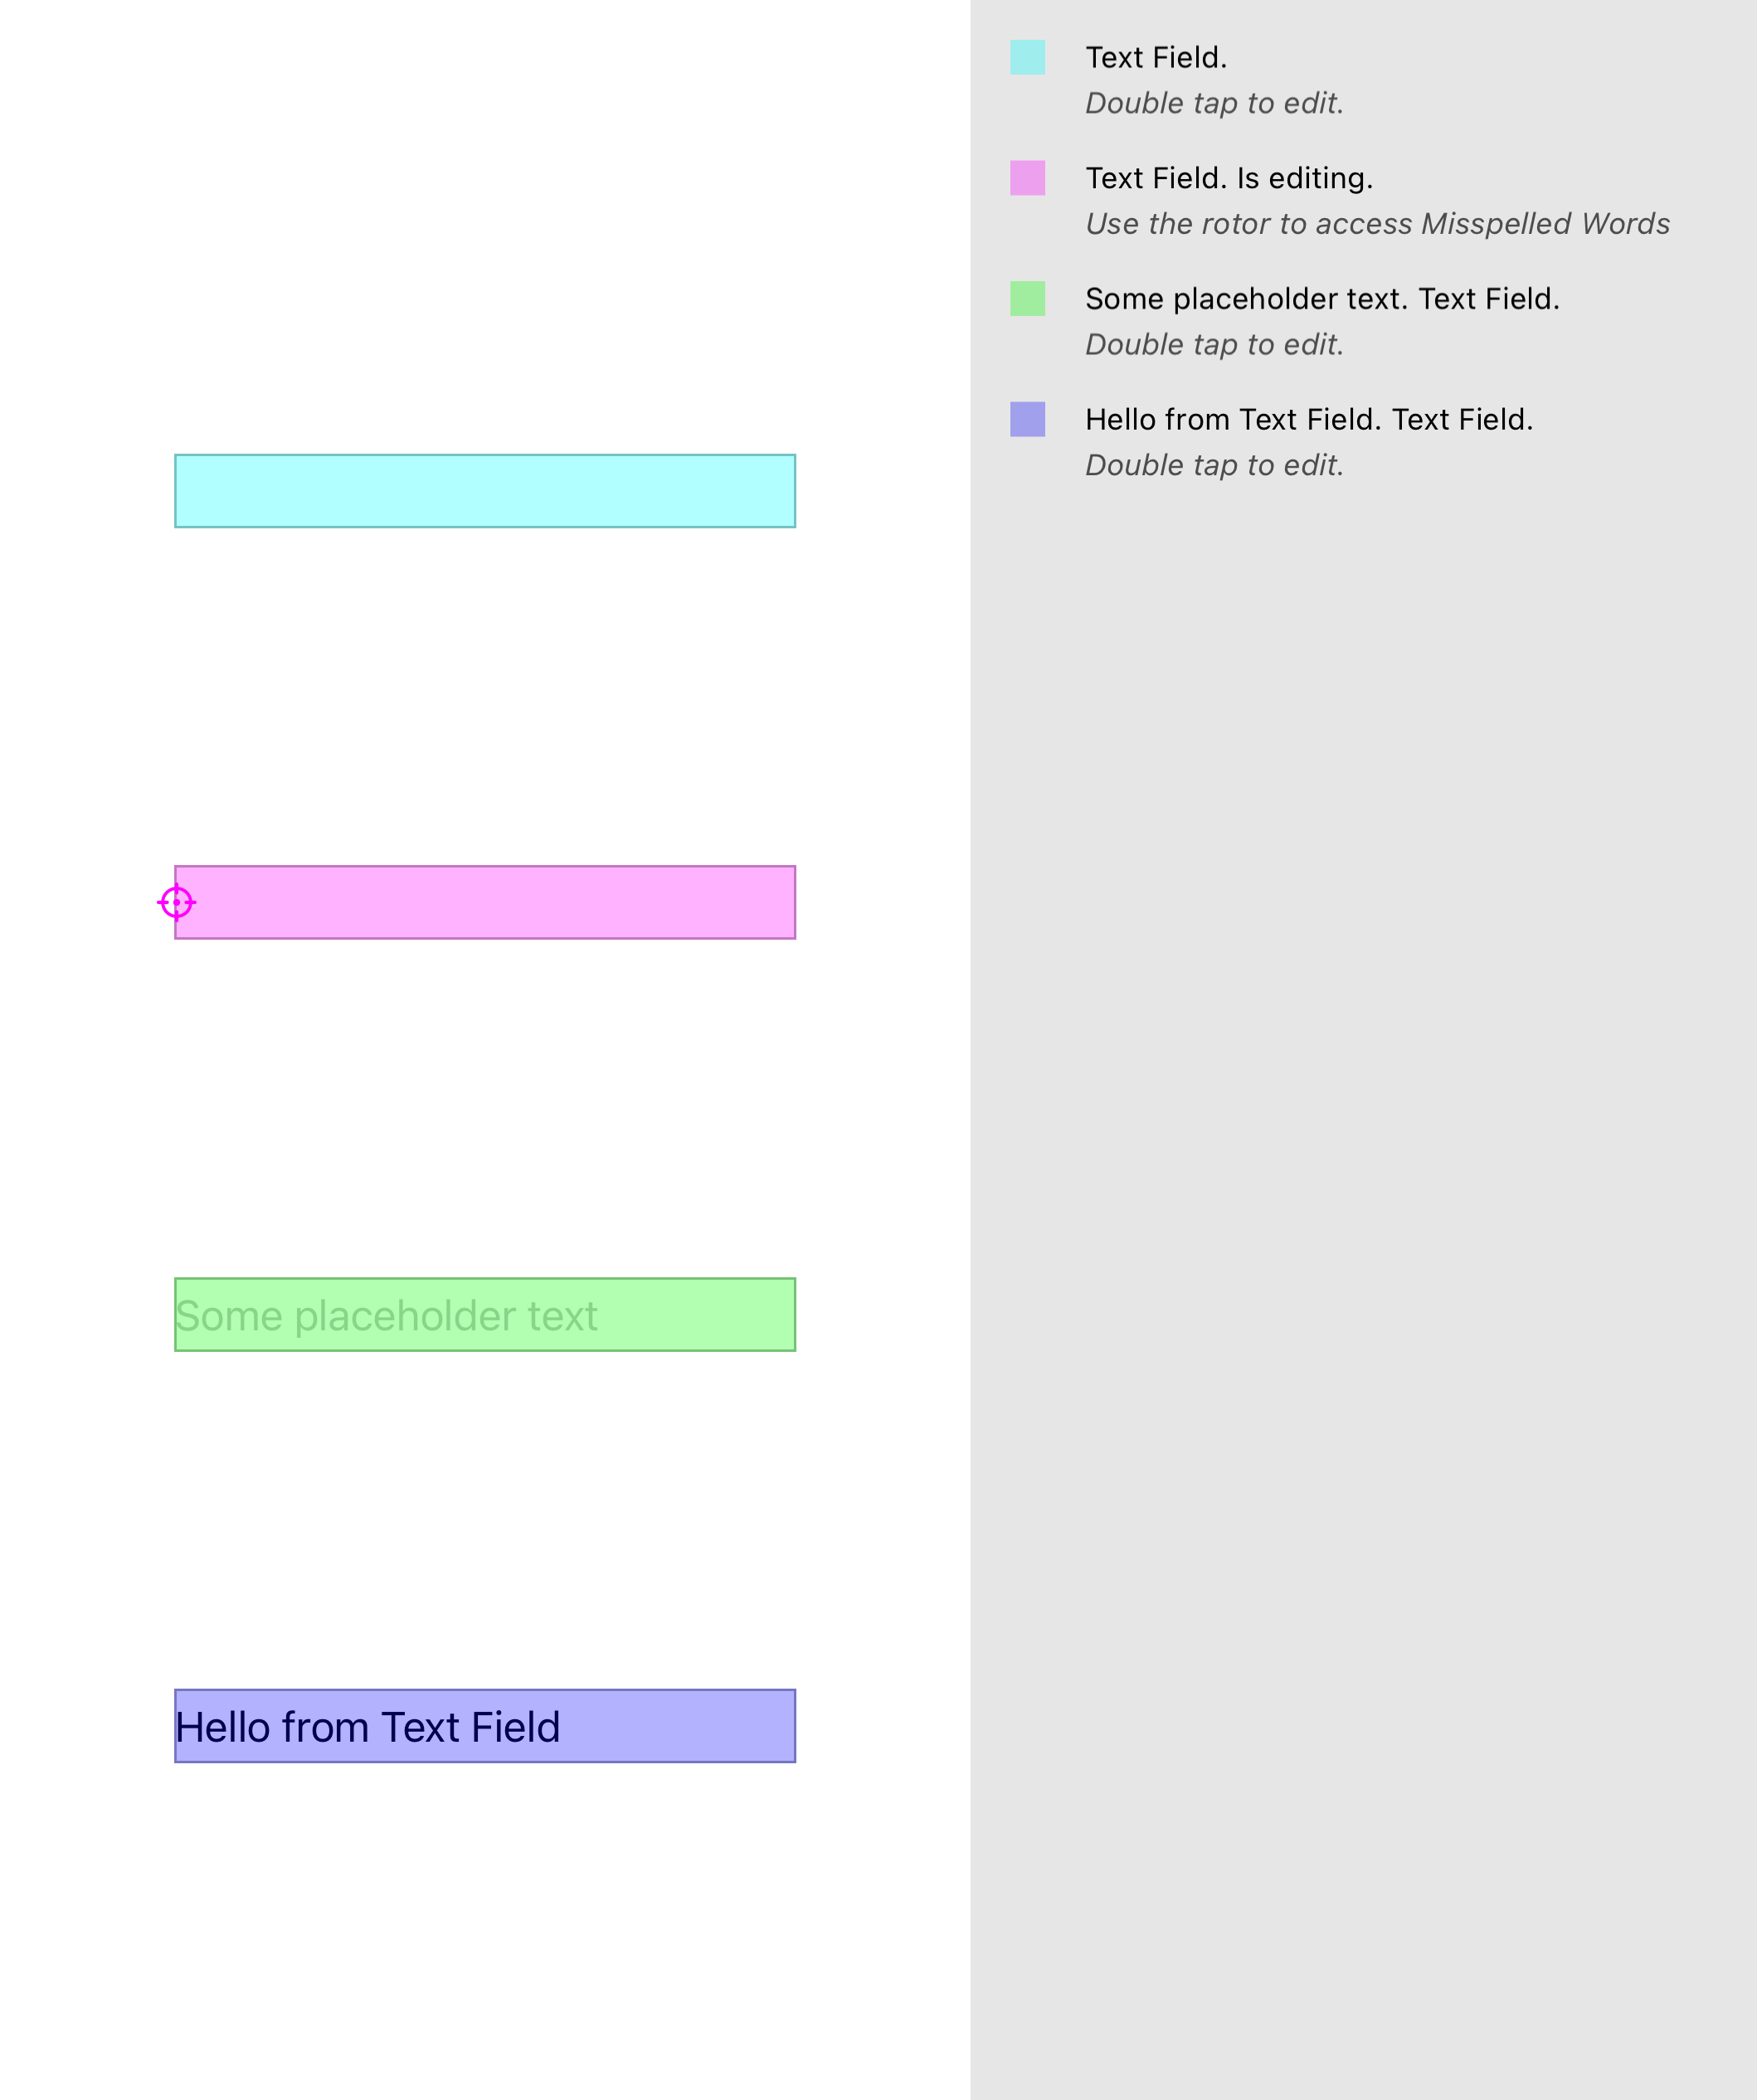 Text Field.
Double tap to edit.
Text Field. Is editing.
Use the rotor to access Misspelled Words
Some placeholder text. Text Field.
Double tap to edit.
Hello from Text Field. Text Field.
Double tap to edit.
Some placeholder text
Hello from Text Field